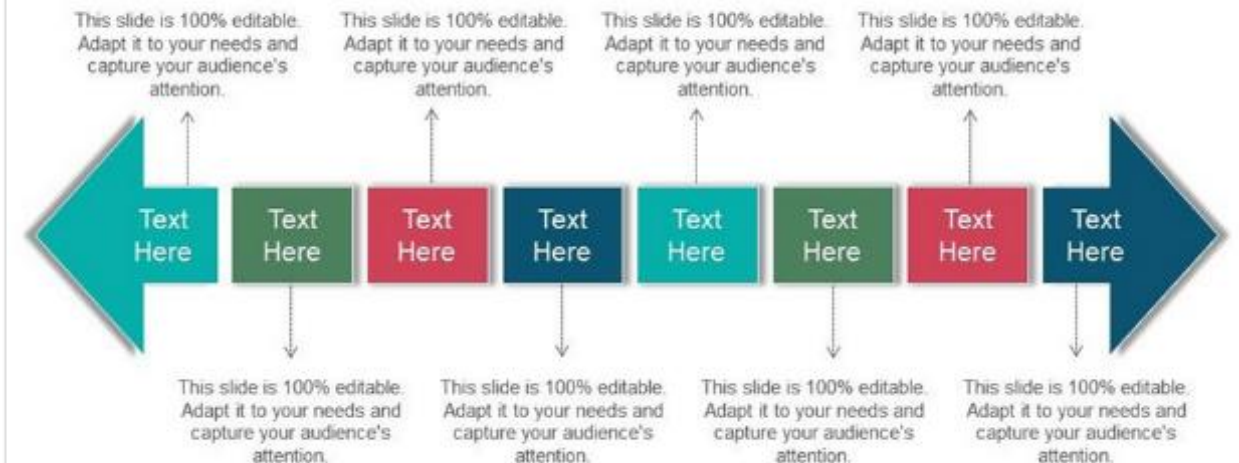 This slide is 100% editable.
Adapt it to your needs and
capture your audience's
attention.
This slide is 100% editable.
Adapt it to your needs and
capture your audience's
attention.
This slide is 100% editable.
Adapt it to your needs and
capture your audience's
attention.
This slide is 100% editable.
Adapt it to your needs and
capture your audience's
attention.
Text
Here
Text
Here
Text
Here
Text
Here
Text
Here
Text
Here
Text
Here
Text
Here
This slide is 100% editable.
Adapt it to your needs and
capture your audience's
attention.
This slide is 100% editable.
Adapt it to your needs and
capture your audience's
attention.
This slide is 100% editable.
Adapt it to your needs and
capture your audience's
attention.
This slide is 100% editable.
Adapt it to your needs and
capture your audience's
attention.